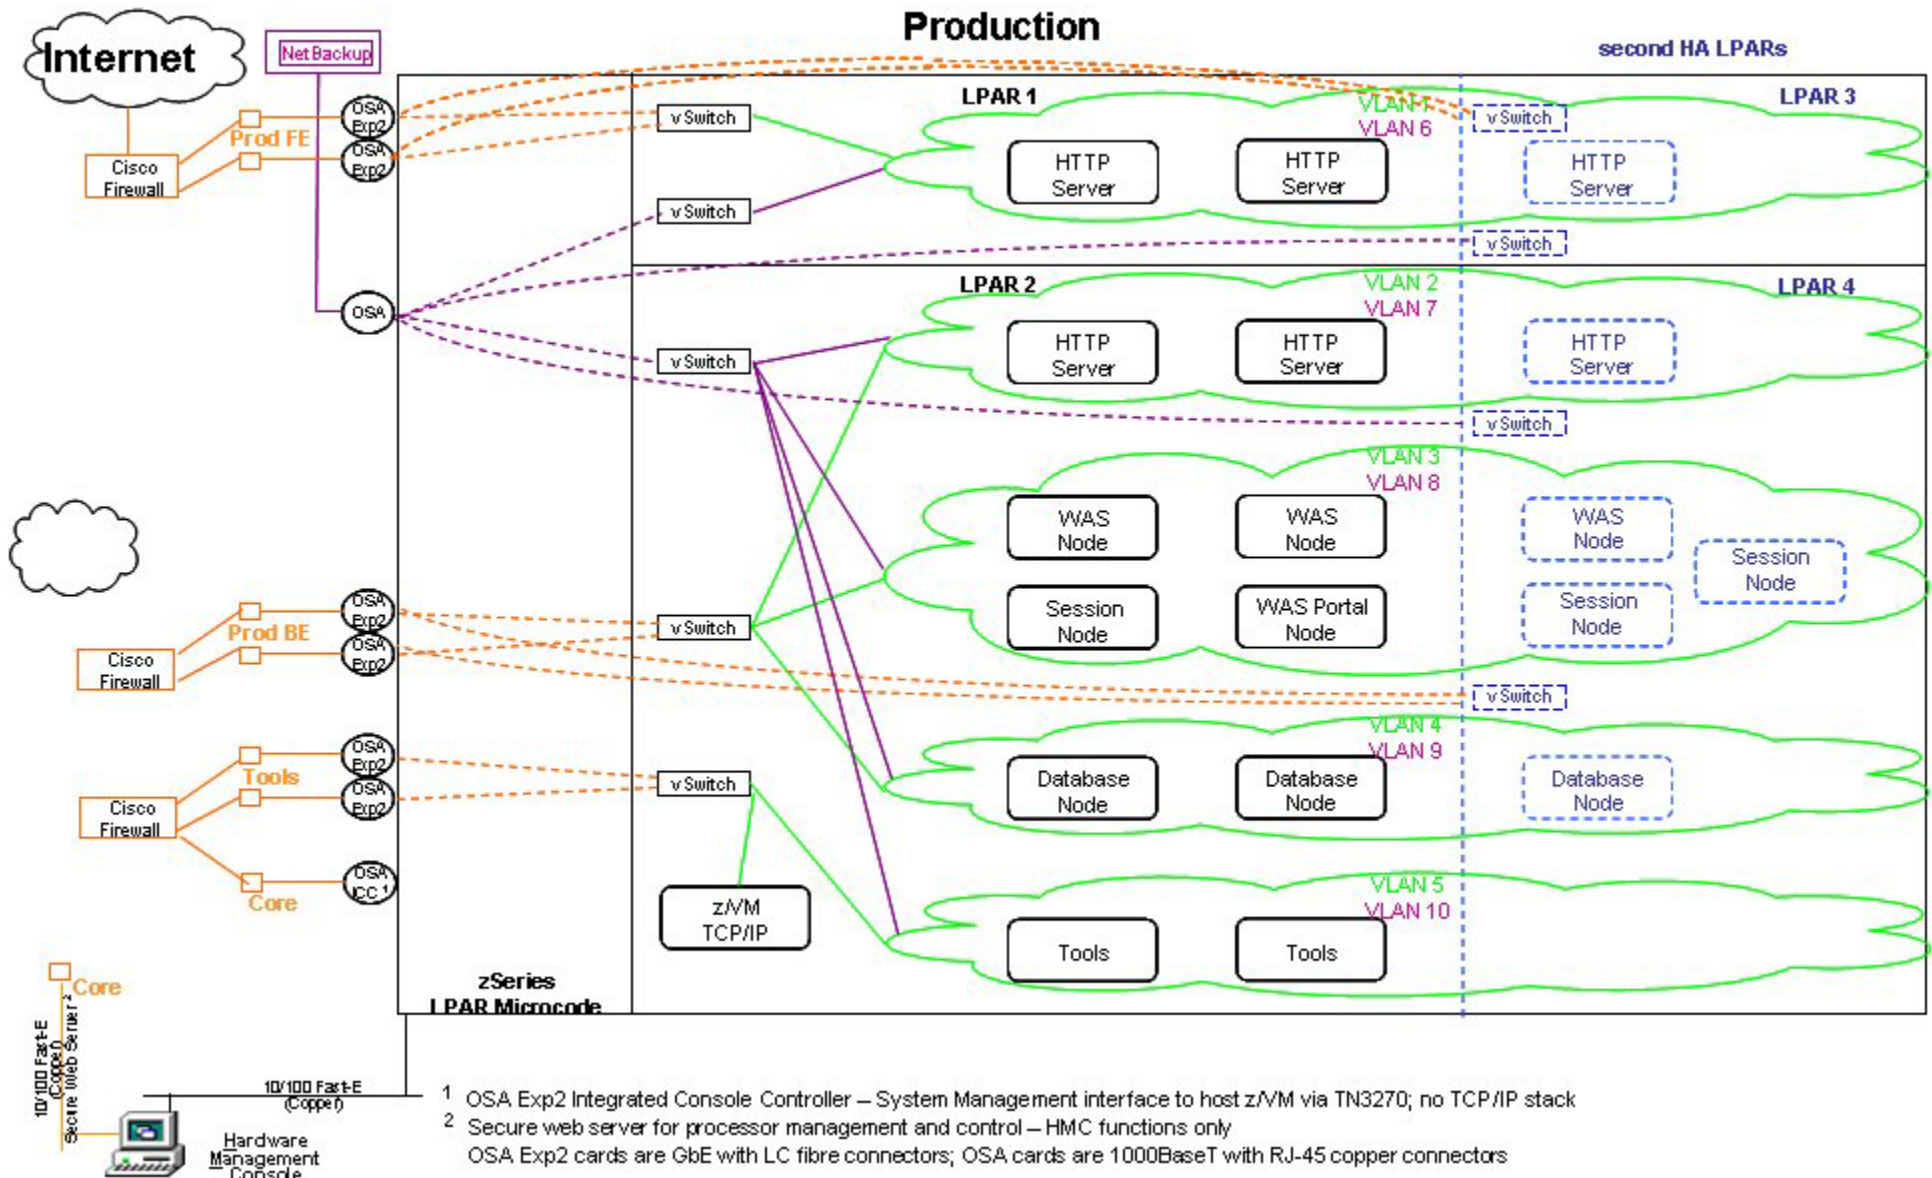 Production
second HA LPARs
Internet
NetBackup
OSA
Exp2
OSA
Exp2
Prod FE
Cisco
Firewall
vSwitch
vSwitch
LPAR 1
VLAN 1
VLAN 6
LPAR 3
vSwitch
HTTP
Server
HTTP
Server
HTTP
Server
vSwitch
OSA
LPAR 2
VLAN 2
VLAN 7
LPAR 4
vSwitch
HTTP
Server
HTTP
Server
HTTP
Server
vSwitch
VLAN 3
VLAN 8
WAS
Node
WAS
Node
WAS
Node
Session
Node
Session
Node
WAS Portal
Node
Session
Node
OSA
Exp2
OSA
Exp2
Prod BE
Cisco
Firewall
vSwitch
vSwitch
VLAN 4
VLAN 9
OSA
Exp2
OSA
Exp2
Tools
Cisco
Firewall
vSwitch
Database
Node
Database
Node
Database
Node
OSA
ICC 1
Core
z/VM
TCP/IP
VLAN 5
VLAN 10
Tools
Tools
zSeries
LPAR Microcode
Core
10/100 Fast-E
(Copper)
Secure Web Server 2
10/100 Fast-E
(Copper)
Hardware
Management
Console
1 OSA Exp2 Integrated Console Controller – System Management interface to host z/VM via TN3270; no TCP/IP stack
2 Secure web server for processor management and control – HMC functions only
OSA Exp2 cards are GbE with LC fibre connectors; OSA cards are 1000BaseT with RJ-45 copper connectors